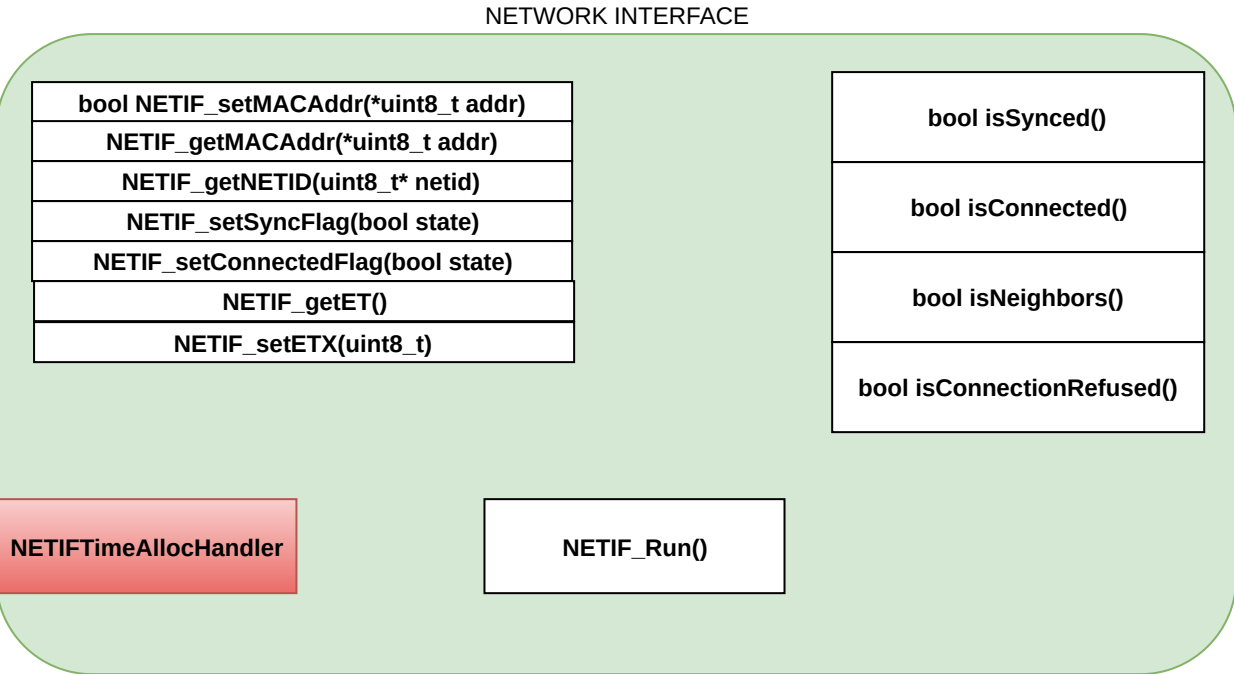 NETWORK INTERFACE
bool NETIF_setMACAddr(*uint8_t addr)
NETIF_getMACAddr(*uint8_t addr)
NETIF_getNETID(uint8_t* netid)
NETIF_setSyncFlag(bool state)
NETIF_setConnectedFlag(bool state)
NETIF_getET()
NETIF_setETX(uint8_t)
bool isSynced()
bool isConnected()
bool isNeighbors()
bool isConnectionRefused()
NETIFTimeAllocHandler
NETIF_Run()